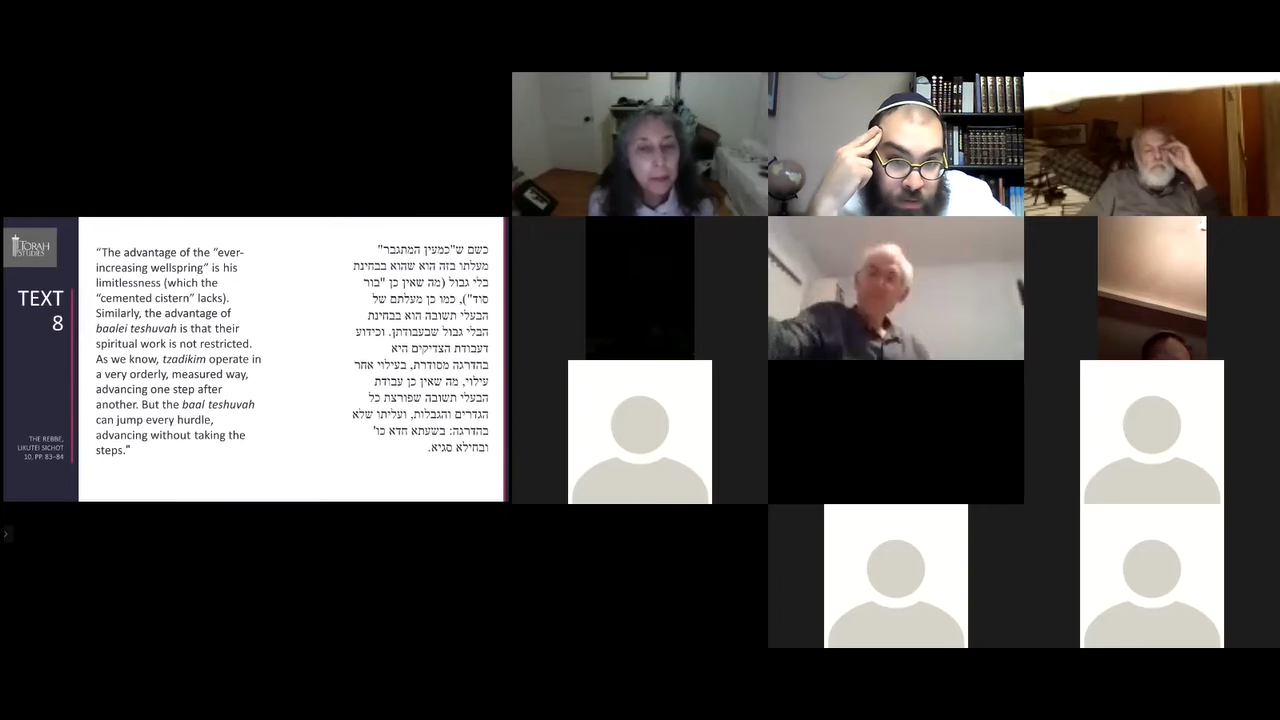 TORAH
STUDIES
TEXT
8
THE REBBE,
LIKUTEI SICHOT
10, PP. 83–84
“The advantage of the “ever-
increasing wellspring” is his
limitlessness (which the
“cemented cistern” lacks).
Similarly, the advantage of
baalei teshuvah is that their
spiritual work is not restricted.
As we know, tzadikim operate in
a very orderly, measured way,
advancing one step after
another. But the baal teshuvah
can jump every hurdle,
advancing without taking the
steps.”
כשם ש"כמעין המתגבר"
מעלתו בזה הוא שהוא בבחינת
בלי גבול (מה שאין כן "בור
סוד"), כמו כן מעלתם של
הבעלי תשובה הוא בבחינת
הבלי גבול שבעבודתן. וכידוע
דעבודת הצדיקים היא
בהדרגה מסודרת, בעילוי אחר
עילוי, מה שאין כן עבודת
הבעלי תשובה שפורצת כל
הגדרים והגבלות, ועליתו שלא
בהדרגה: בשעתא חדא כו'
ובחילא סגיא.